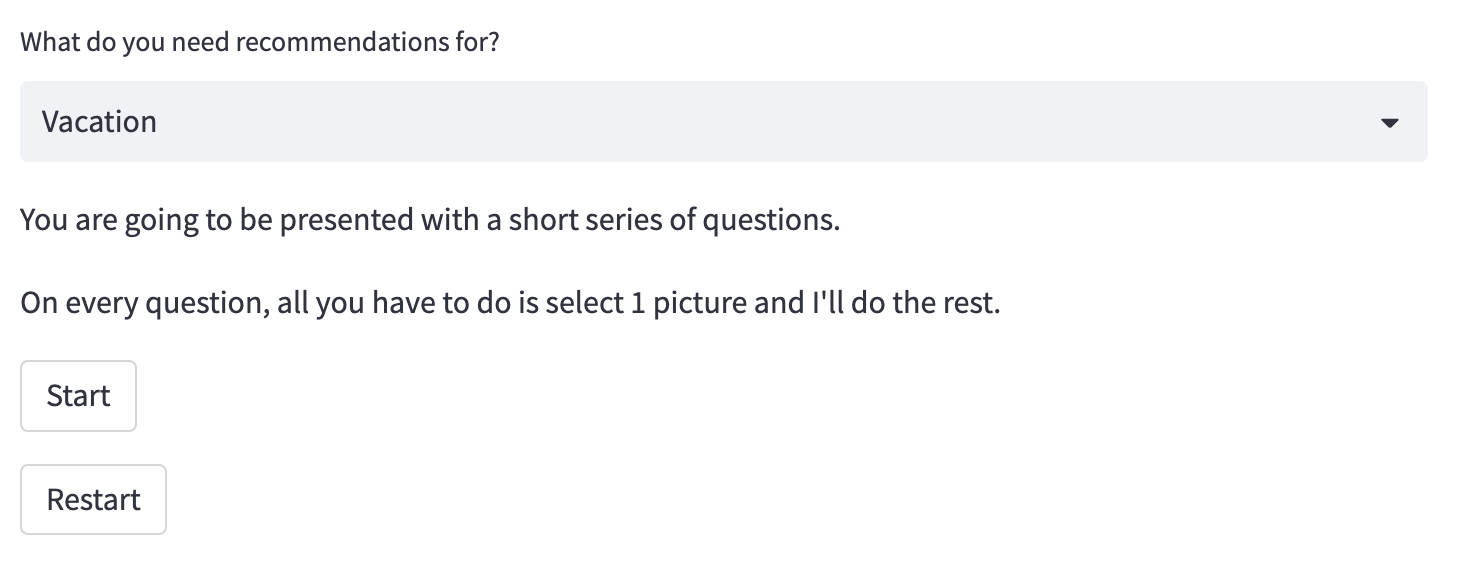 What do you need recommendations for?
Vacation
You are going to be presented with a short series of questions.
On every question, all you have to do is select 1 picture and I'll do the rest.
Start
Restart